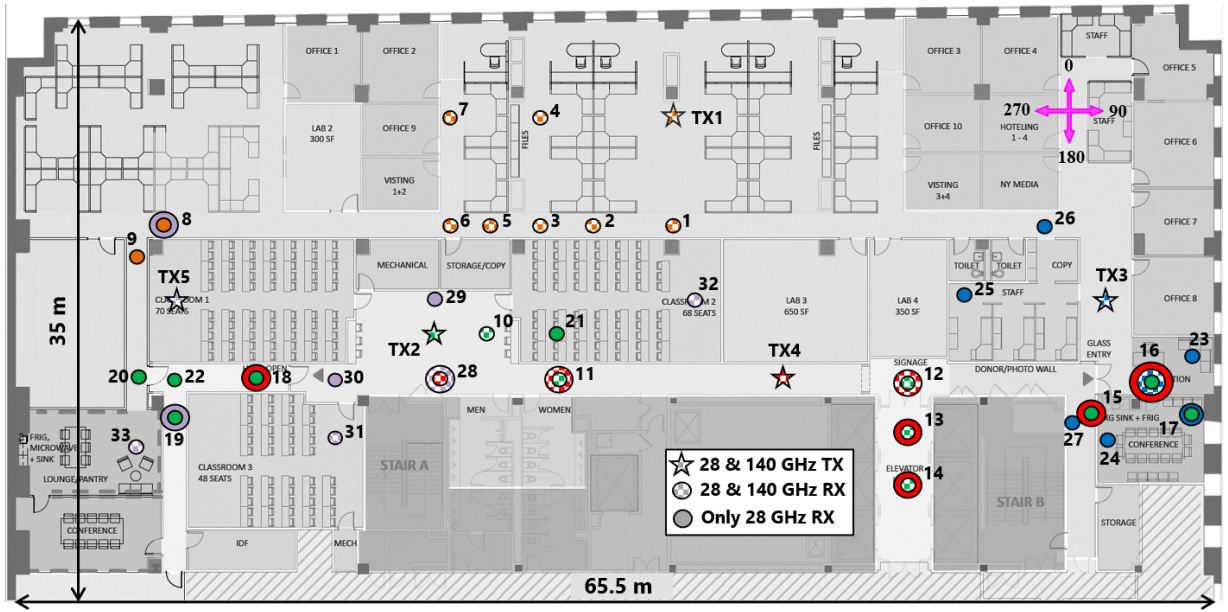 STAFF
OFFICE 1
OFFICE 2
OFFICE 3
OFFICE 4
0
OFFICE 5
7
4
TX1
270
90
LAB 2
300 SF
OFFICE 9
FILES
FILES
OFFICE 10
HOTELING
1 - 4
STAFF
OFFICE 6
180
VISTING
1+2
VISTING
3+4
NY MEDIA
8
6
5
3
2
1
26
OFFICE 7
9
MECHANICAL
STORAGE/COPY
TOILET
TOILET
COPY
TX5
29
32
25
STAFF
TX3
OFFICE 8
CLASSROOM 1
70 SEATS
68 SEATS
LAB 3
650 SF
LAB 4
350 SF
35 m
10
21
TX2
TX4
GLASS
ENTRY
23
16
SIGNAGE
DONOR/PHOTO WALL
20
22
18
30
28
11
12
15
19
31
MEN
WOMEN
13
27
17
24
33
FRIG,
MICROWAVE
+ SINK
LOUNGE/PANTRY
CLASSROOM 3
48 SEATS
STAIR A
28 & 140 GHz TX
28 & 140 GHz RX
Only 28 GHz RX
14
STAIR B
KG SINK + FRIG
CONFERENCE
CONFERENCE
IDF
MECH
STORAGE
65.5 m